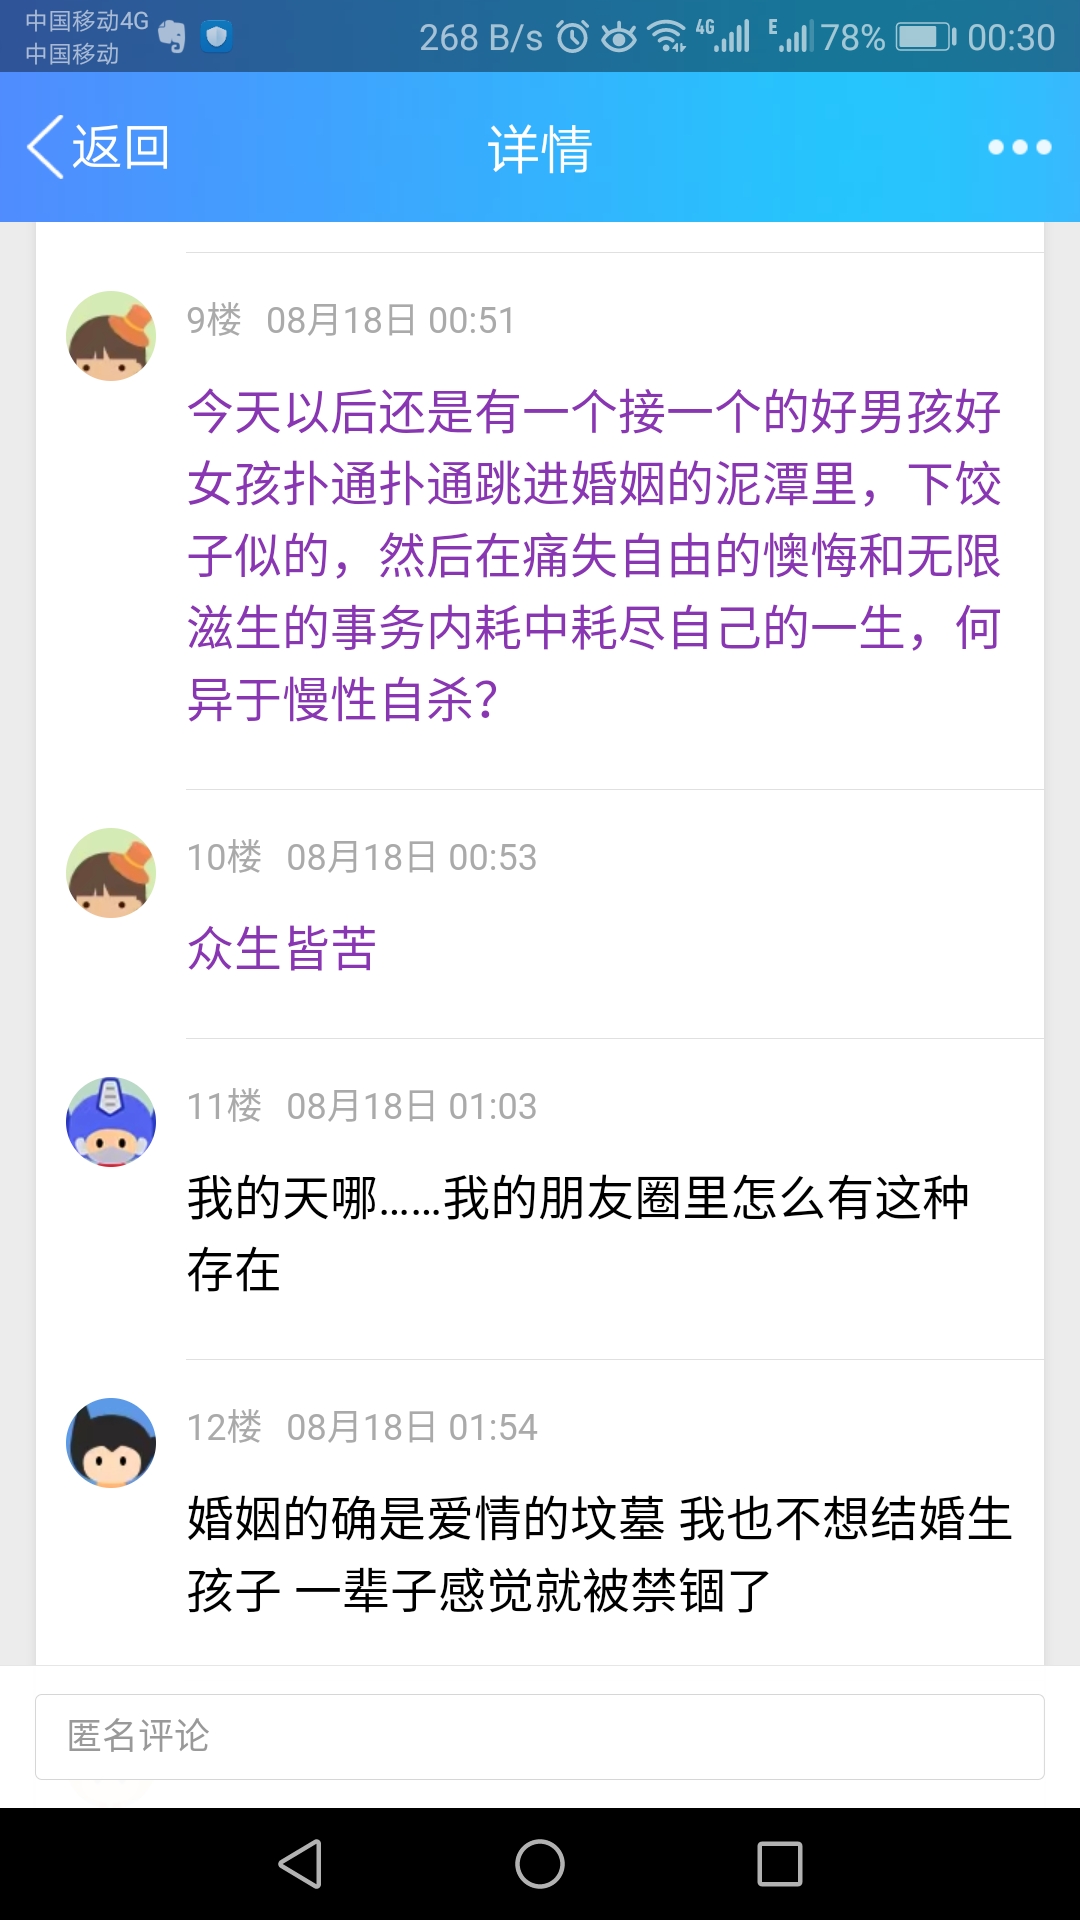 中国移动4G
中国移动
268 B/s 4G E 78% 00:30
返回 详情
9楼 08月18日 00:51
今天以后还是有一个接一个的好男孩好
女孩扑通扑通跳进婚姻的泥潭里，下饺
子似的，然后在痛失自由的懊悔和无限
滋生的事务内耗中耗尽自己的一生，何
异于慢性自杀？
10楼 08月18日 00:53
众生皆苦
11楼 08月18日 01:03
我的天哪……我的朋友圈里怎么有这种
存在
12楼 08月18日 01:54
婚姻的确是爱情的坟墓 我也不想结婚生
孩子 一辈子感觉就被禁锢了
匿名评论